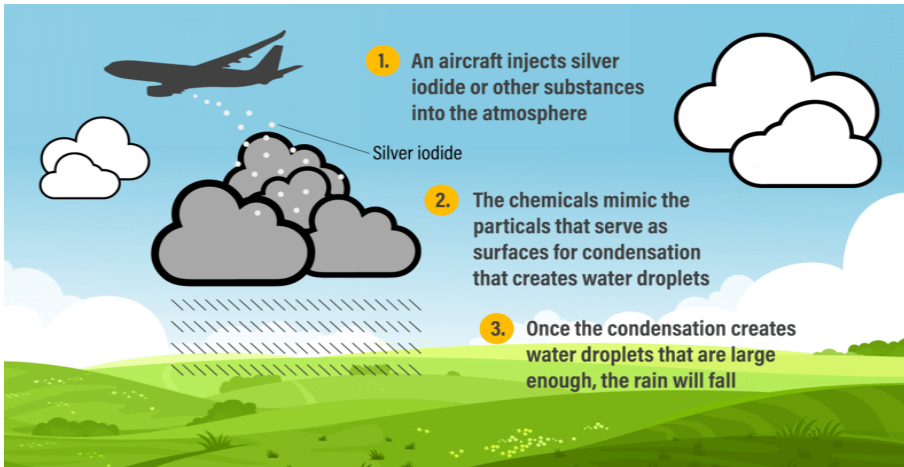 1. An aircraft injects silver
iodide or other substances
into the atmosphere
Silver iodide
2. The chemicals mimic the
particals that serve as
surfaces for condensation
that creates water droplets
3. Once the condensation creates
water droplets that are large
enough, the rain will fall